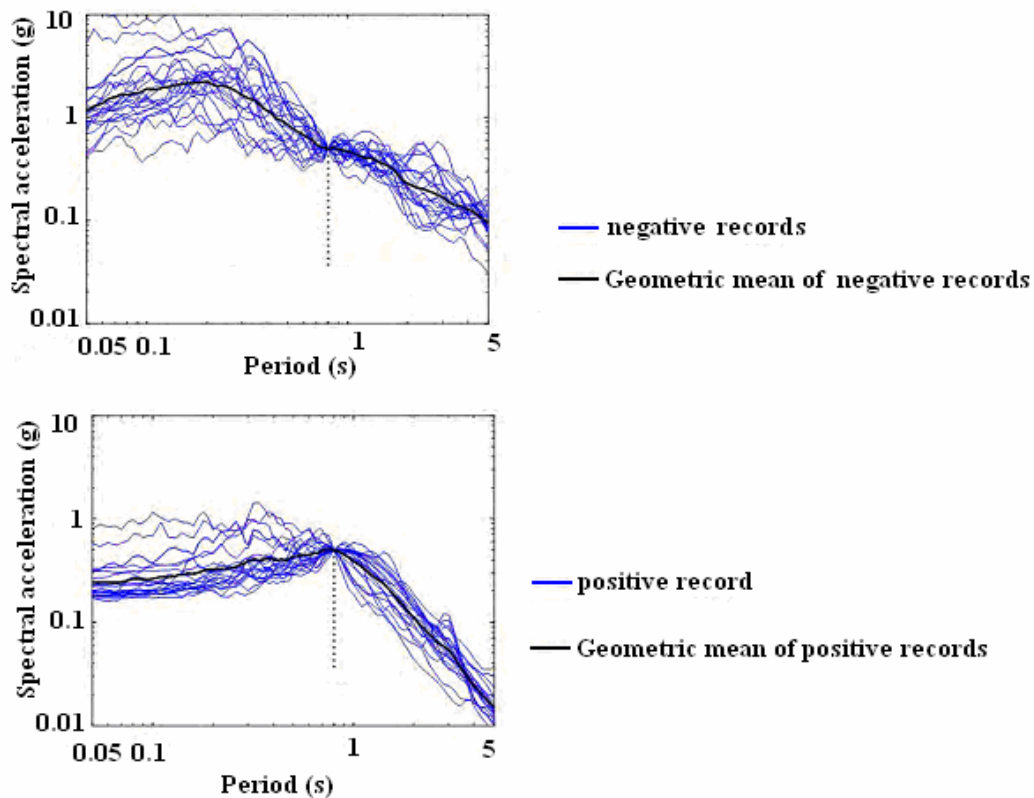 10
1
0.1
0.01
Spectral acceleration (g)
0.05 0.1 1 5
Period (s)
negative records
Geometric mean of negative records
10
1
0.1
0.01
Spectral acceleration (g)
0.05 0.1 1 5
Period (s)
positive record
Geometric mean of positive records